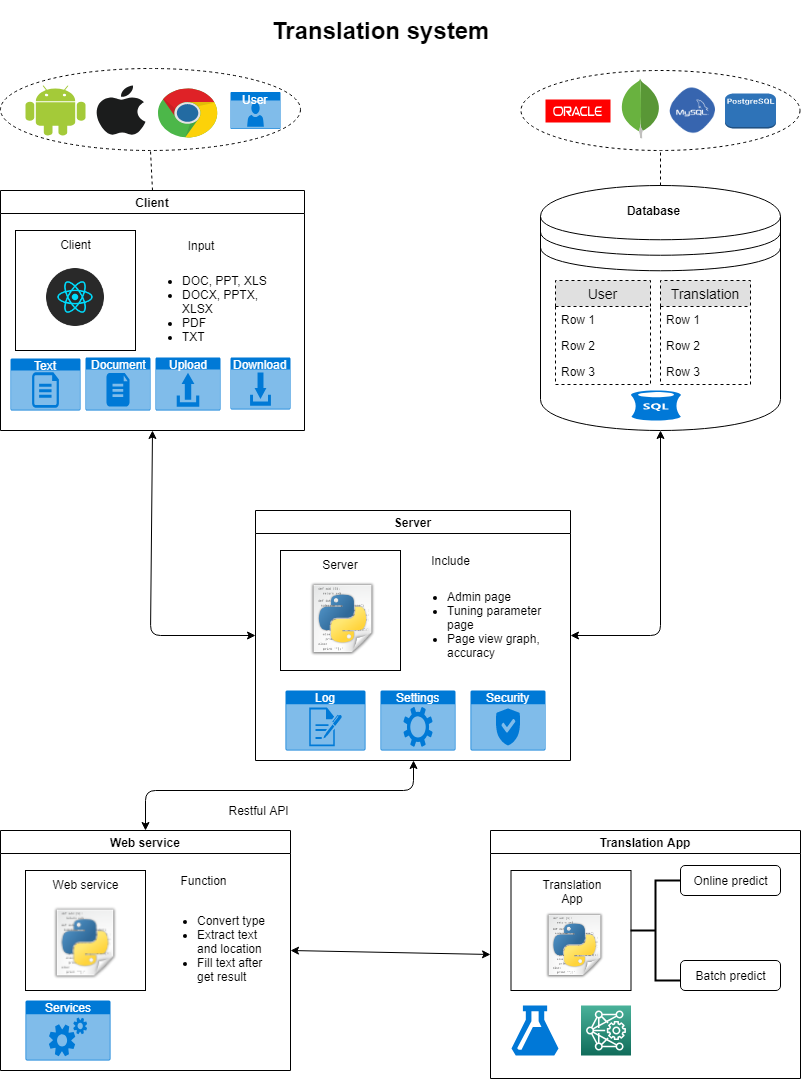 Translation system
User
ORACLE
MySQL
PostgreSQL
Client
Client
Input
DOC, PPT, XLS
DOCX, PPTX,
XLSX
PDF
TXT
Text
Document
Upload
Download
Database
User
Translation
Row 1
Row 1
Row 2
Row 2
Row 3
Row 3
SQL
Server
Server
Include
Admin page
Tuning parameter
page
Page view graph,
accuracy
Log
Settings
Security
Restful API
Web service
Web service
Function
Convert type
Extract text
and location
Fill text after
get result
Services
Translation App
Translation
App
Online predict
Batch predict